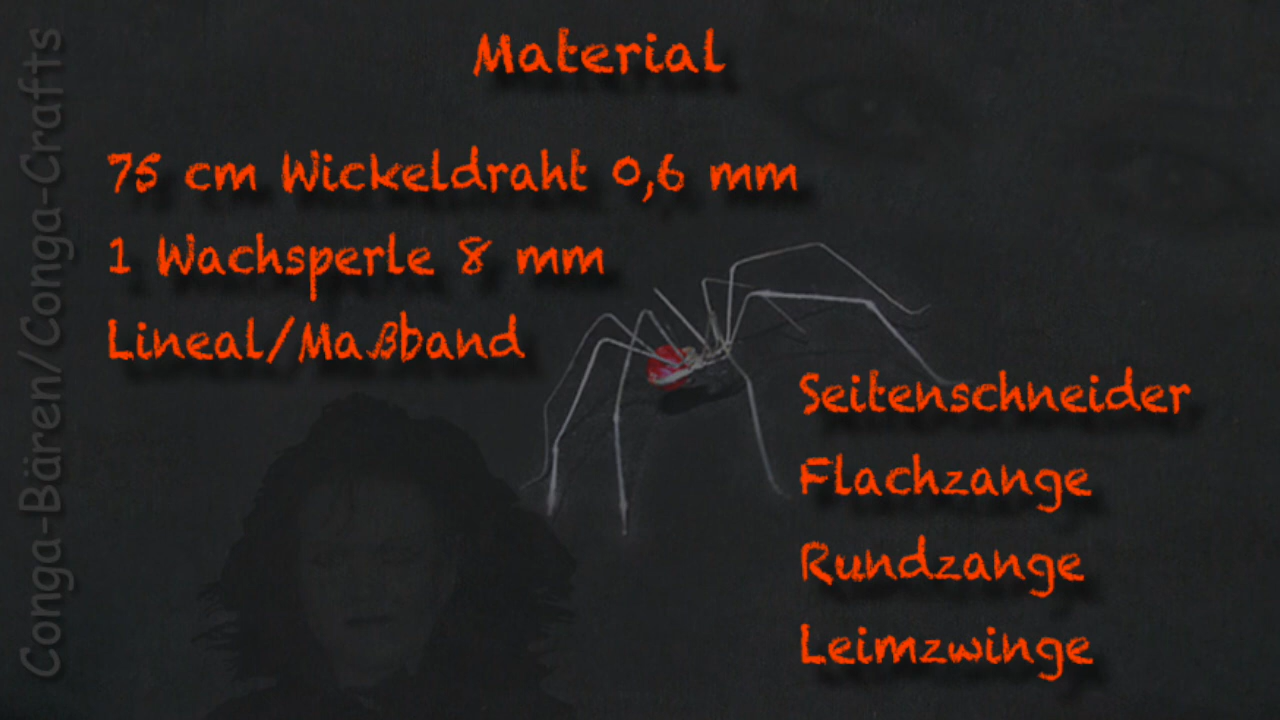 Material
75 cm Wickeldraht 0,6 mm
1 Wachsperle 8 mm
Lineal/Maßband
Seitenschneider
Flachzange
Rundzange
Leimzwinge
Conga-Bären/Conga-Crafts